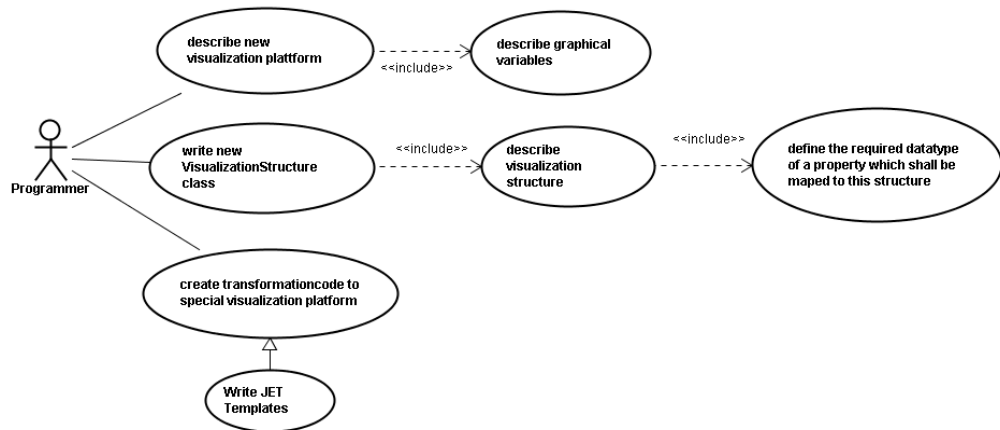 describe new
visualization plattform
<<include>>
describe graphical
variables
Programmer
write new
VisualizationStructure
class
<<include>>
describe
visualization
structure
<<include>>
define the required datatype
of a property which shall be
maped to this structure
create transformationcode to
special visualization platform
Write JET
Templates